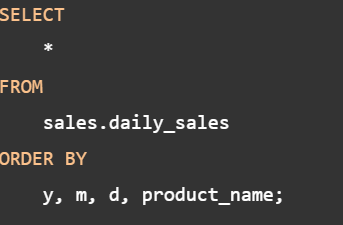 SELECT
    *
FROM
    sales.daily_sales
ORDER BY
    y, m, d, product_name;